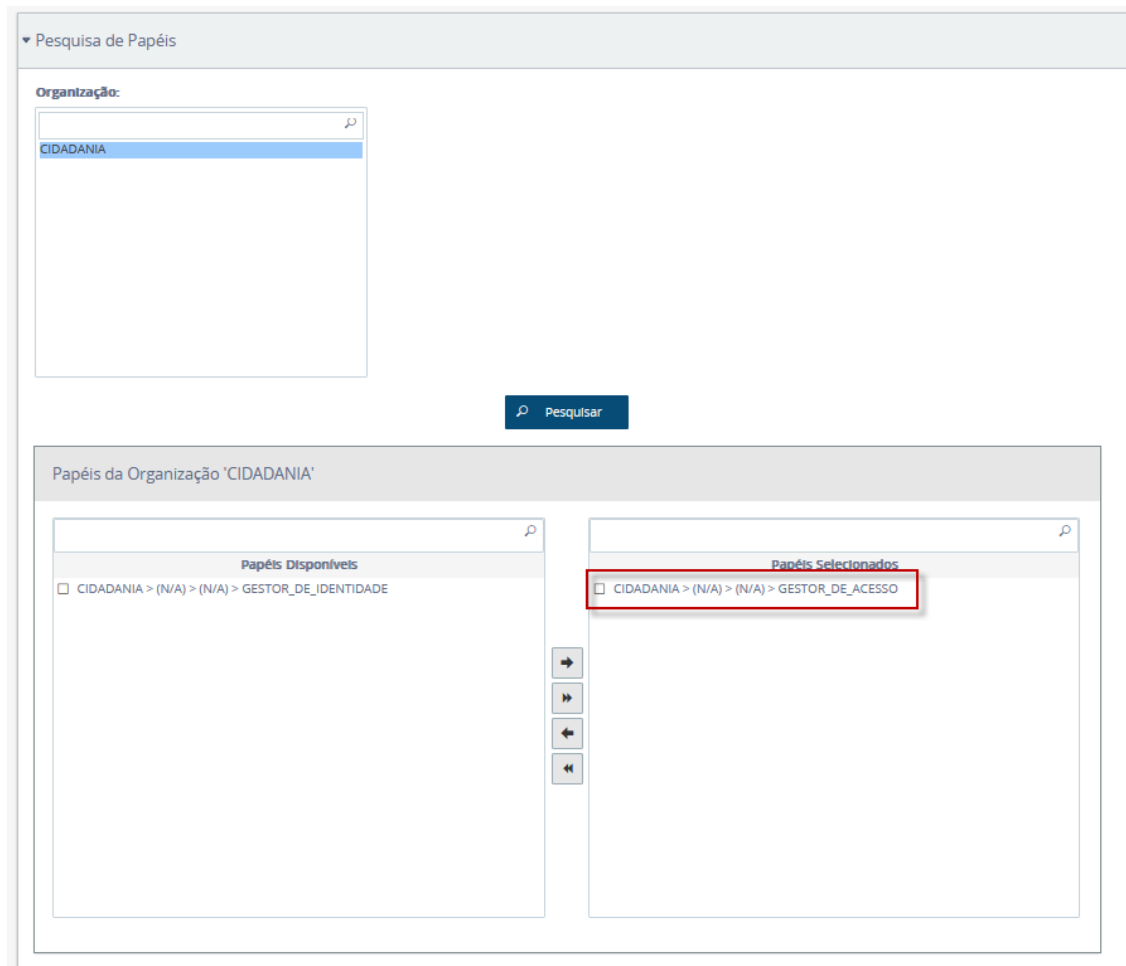 Pesquisa de Papéis
Organização:
CIDADANIA
Pesquisar
Papéis da Organização 'CIDADANIA'
Papéis Disponíveis
CIDADANIA > (N/A) > (N/A) > GESTOR_DE_IDENTIDADE
Papéis Selecionados
CIDADANIA > (N/A) > (N/A) > GESTOR_DE_ACESSO